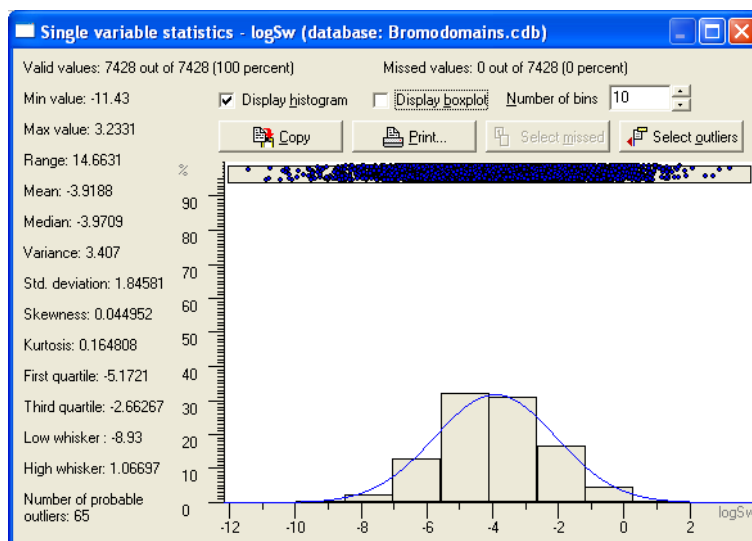 Single variable statistics - logSw (database: Bromodomains.cdb)
Valid values: 7428 out of 7428 (100 percent) Missed values: 0 out of 7428 (0 percent)
Min value: -11.43
Display histogram Display boxplot Number of bins 10
Max value: 3.2331
Copy Print... Select missed Select outliers
Range: 14.6631
Mean: -3.9188
Median: -3.9709
Variance: 3.407
Std. deviation: 1.84581
Skewness: 0.044952
Kurtosis: 0.164808
First quartile: -5.1721
Third quartile: -2.66267
Low whisker : -8.93
High whisker: 1.06697
Number of probable
outliers: 65
%
90
80
70
60
50
40
30
20
10
0
-12 -10 -8 -6 -4 -2 0 2
logSw